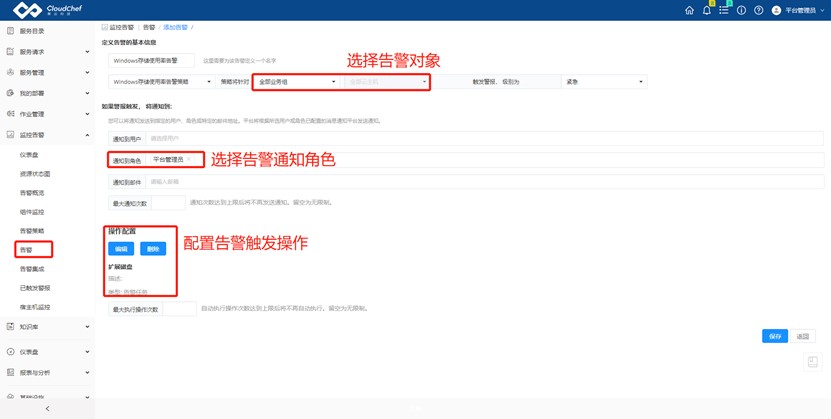 CloudChef
骞云科技
平台管理员
服务目录
服务请求
服务管理
我的部署
作业管理
监控告警
仪表盘
资源状态图
告警概览
组件监控
告警策略
告警
告警集成
已触发警报
宿主机监控
知识库
仪表盘
报表与分析
基础设施
监控告警 / 告警 / 添加告警 /
定义告警的基本信息
Windows存储使用率告警 这里需要为该告警定义一个名字
选择告警对象
Windows存储使用率告警策略 策略将针对 全部业务组 全部云主机 触发警报, 级别为 紧急
如果警报触发, 将通知到:
您可以将通知发送到指定的用户、角色或特定的邮件地址。平台将根据所选用户或角色已配置的消息通知平台发送通知。
通知到用户 请选择用户
通知到角色 平台管理员 × 选择告警通知角色
通知到邮件 请输入邮箱
最大通知次数 通知次数达到上限后将不再发送通知。留空为无限制。
操作配置
编辑 删除 配置告警触发操作
扩展磁盘
描述:
类型: 告警任务
最大执行操作次数 自动执行操作次数达到上限后将不再自动执行。留空为无限制。
保存 返回